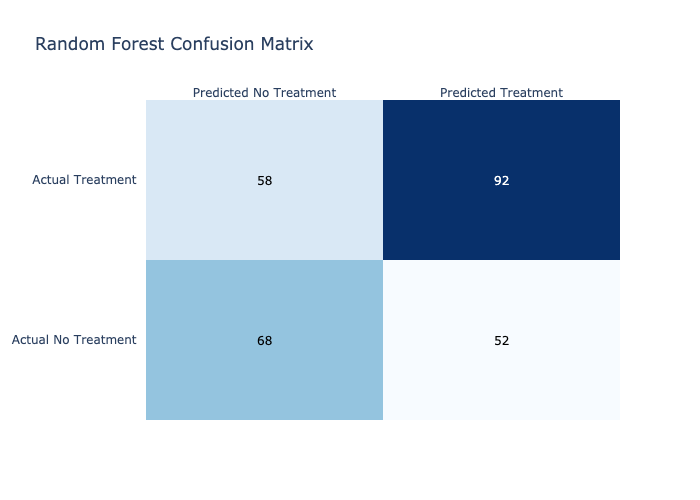 Random Forest Confusion Matrix
Predicted No Treatment Predicted Treatment
Actual Treatment 58 92
Actual No Treatment 68 52